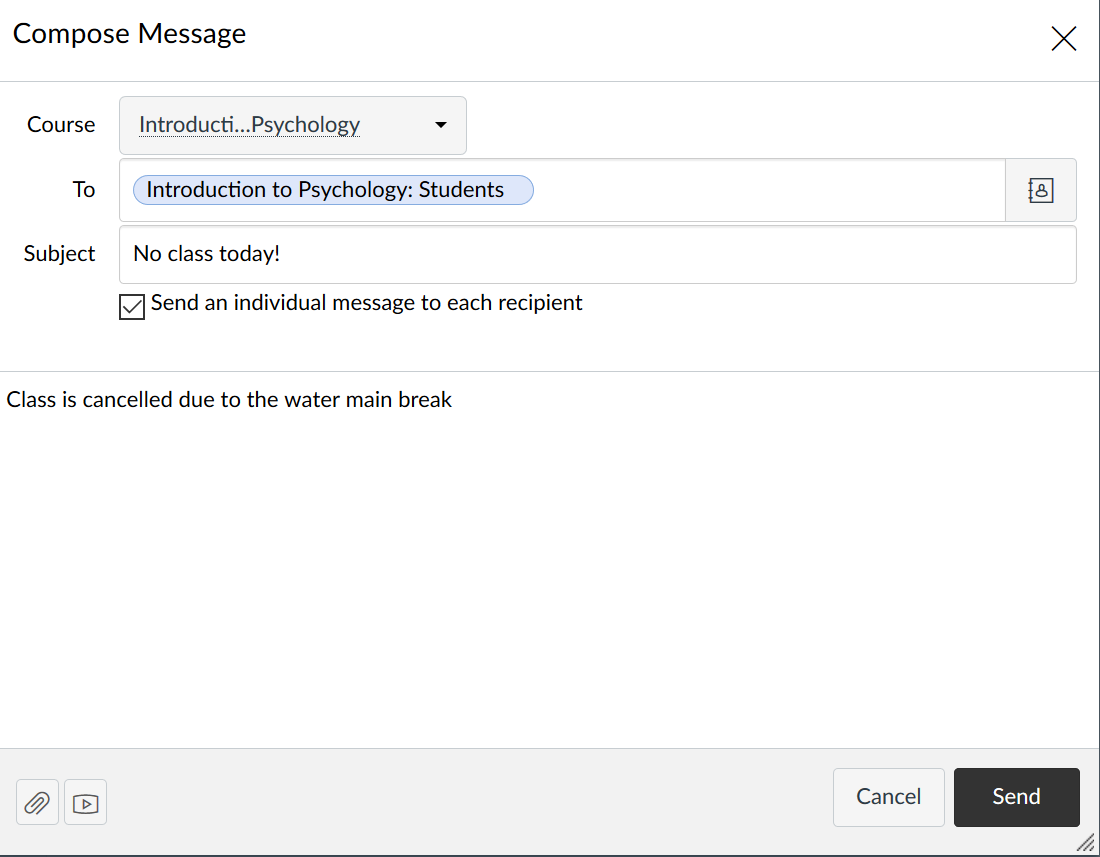 Compose Message
Course Introducti...Psychology
To Introduction to Psychology: Students
Subject No class today!
Send an individual message to each recipient
Class is cancelled due to the water main break
Cancel Send